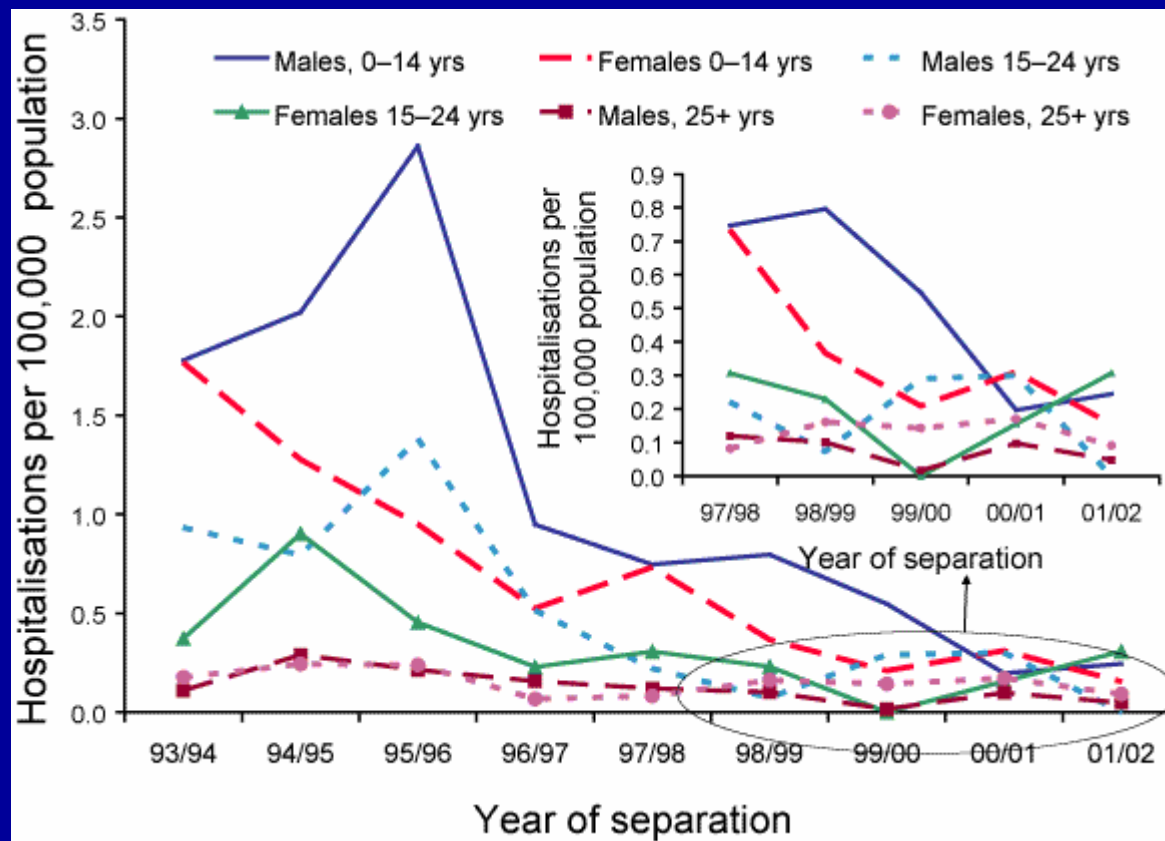 Hospitalisations per 100,000 population
3.5
3.0
2.5
2.0
1.5
1.0
0.5
0.0
Males, 0–14 yrs
Females 0–14 yrs
Males 15–24 yrs
Females 15–24 yrs
Males, 25+ yrs
Females, 25+ yrs
Hospitalisations per
100,000 population
0.9
0.8
0.7
0.6
0.5
0.4
0.3
0.2
0.1
0.0
97/98 98/99 99/00 00/01 01/02
Year of separation
93/94 94/95 95/96 96/97 97/98 98/99 99/00 00/01 01/02
Year of separation